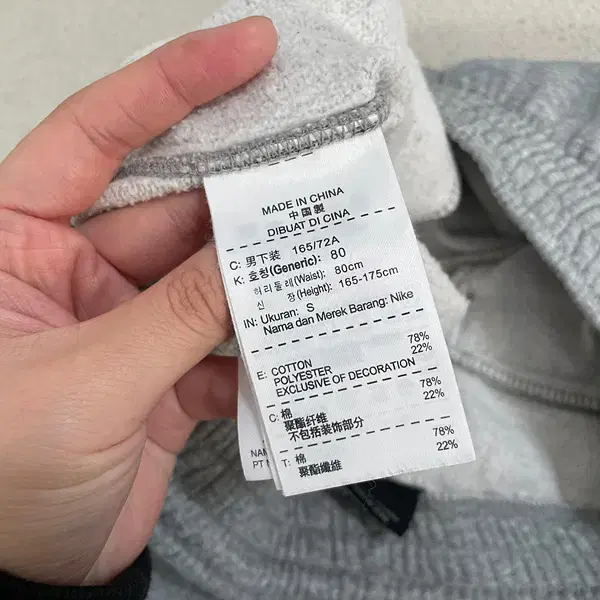 MADE IN CHINA
中国製
DIBUAT DI CINA
C: 男下装 165/72A
K: 호칭(Generic): 80
허리둘레(Waist): 80cm
신 장(Height): 165-175cm
IN: Ukuran: S
Nama dan Merek Barang: Nike
E: COTTON 78%
POLYESTER 22%
EXCLUSIVE OF DECORATION
C: 棉 78%
聚酯纤维 22%
不包括装饰部分
T: 棉 78%
聚酯纖維 22%
PT